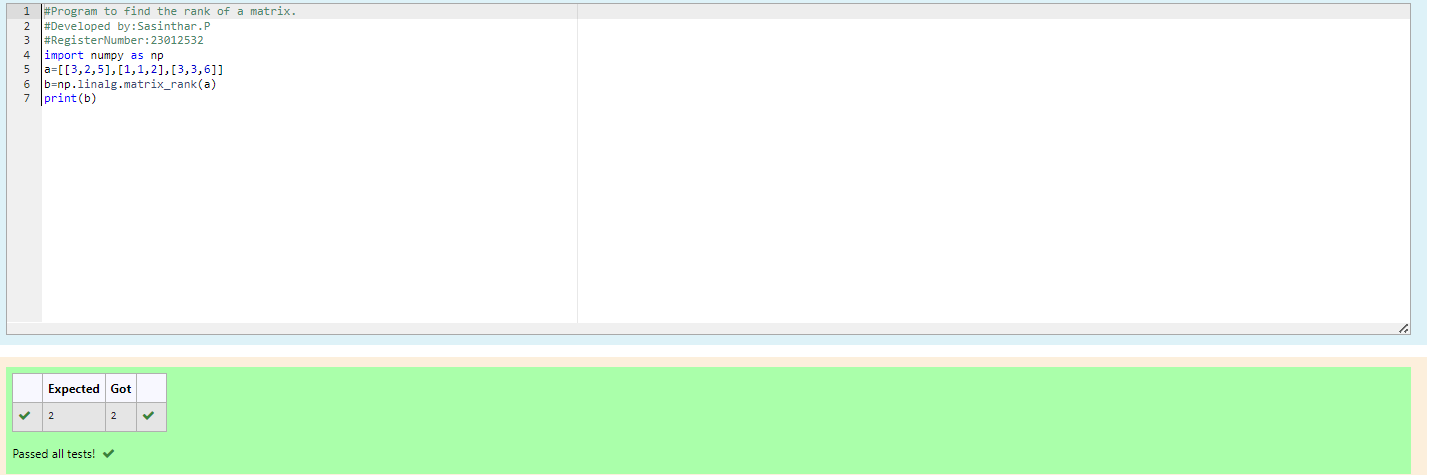 1 #Program to find the rank of a matrix.
2 #Developed by:Sasinthar.P
3 #RegisterNumber:23012532
4 import numpy as np
5 a=[[3,2,5],[1,1,2],[3,3,6]]
6 b=np.linalg.matrix_rank(a)
7 print(b)
Expected Got
2 2
Passed all tests!